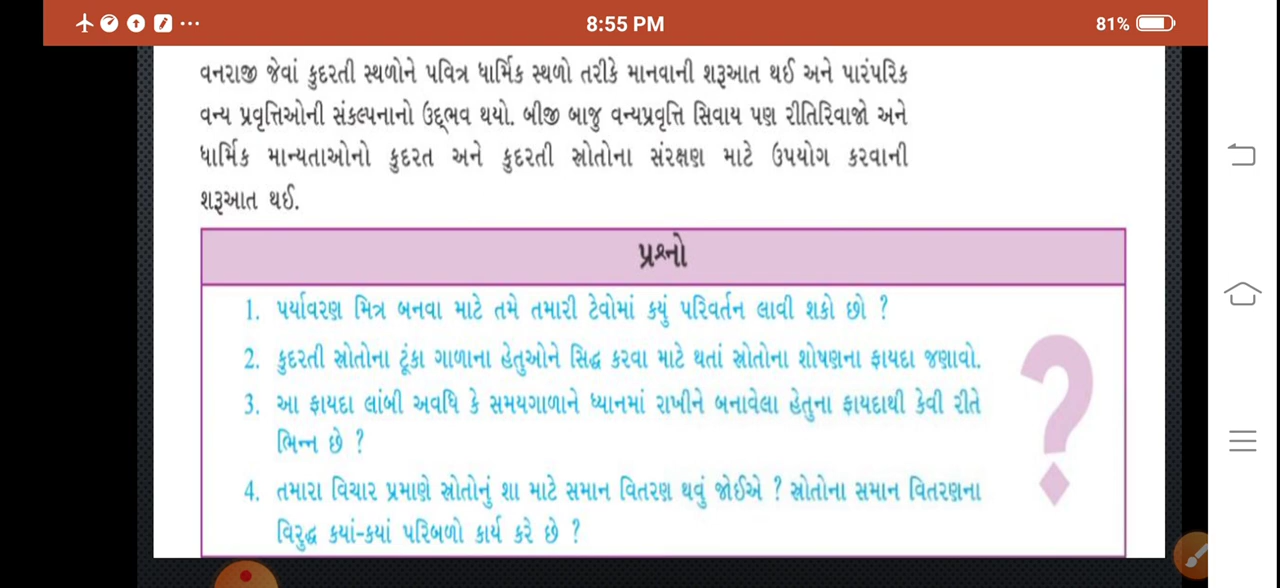 8:55 PM
81%
વનરાજી જેવાં કુદરતી સ્થળોને પવિત્ર ધાર્મિક સ્થળો તરીકે માનવાની શરૂઆત થઈ અને પારંપરિક
વન્ય પ્રવૃત્તિઓની સંકલ્પનાનો ઉદ્ભવ થયો. બીજી બાજુ વન્યપ્રવૃત્તિ સિવાય પણ રીતિરિવાજો અને
ધાર્મિક માન્યતાઓનો કુદરત અને કુદરતી સ્રોતોના સંરક્ષણ માટે ઉપયોગ કરવાની
શરૂઆત થઈ.
પ્રશ્નો
1. પર્યાવરણ મિત્ર બનવા માટે તમે તમારી ટેવોમાં કયું પરિવર્તન લાવી શકો છો ?
2. કુદરતી સ્રોતોના ટૂંકા ગાળાના હેતુઓને સિદ્ધ કરવા માટે થતાં સ્રોતોના શોષણના ફાયદા જણાવો.
3. આ ફાયદા લાંબી અવધિ કે સમયગાળાને ધ્યાનમાં રાખીને બનાવેલા હેતુના ફાયદાથી કેવી રીતે
ભિન્ન છે ?
4. તમારા વિચાર પ્રમાણે સ્રોતોનું શા માટે સમાન વિતરણ થવું જોઈએ ? સ્રોતોના સમાન વિતરણના
વિરુદ્ધ કયાં-કયાં પરિબળો કાર્ય કરે છે ?
?